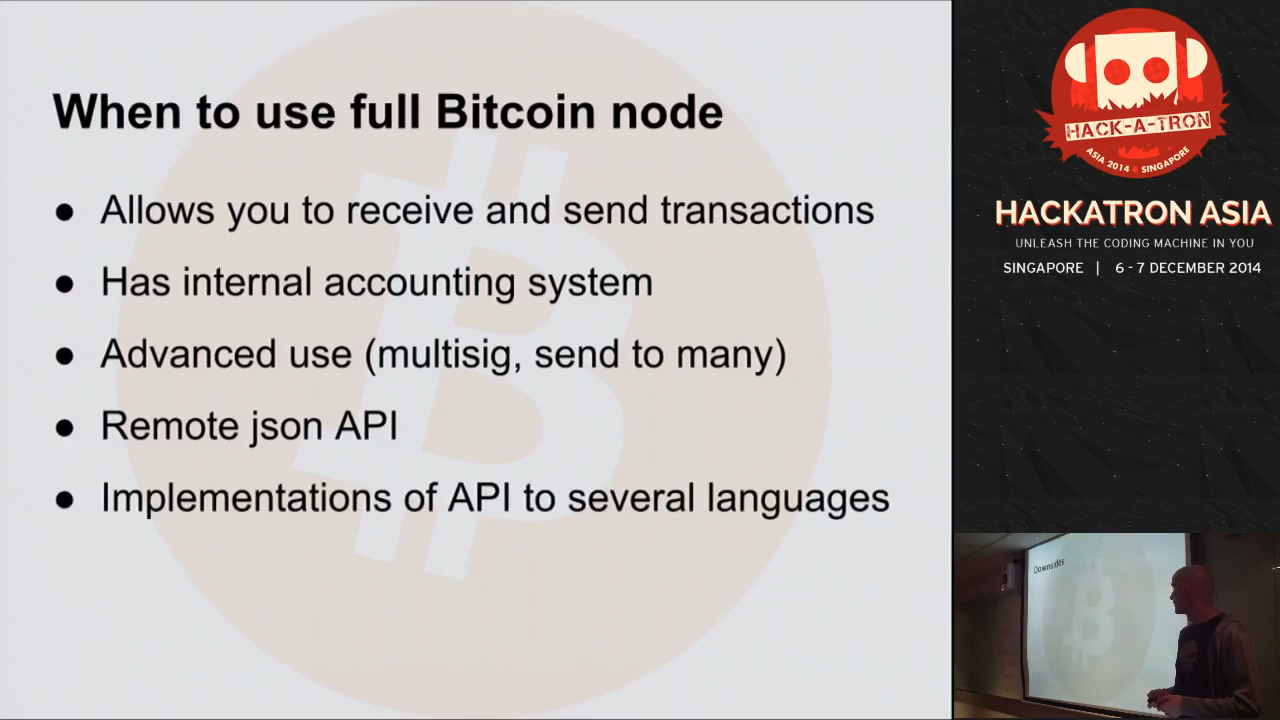 When to use full Bitcoin node
● Allows you to receive and send transactions
● Has internal accounting system
● Advanced use (multisig, send to many)
● Remote json API
● Implementations of API to several languages
HACK-A-TRON
ASIA 2014 SINGAPORE
HACKATRON ASIA
UNLEASH THE CODING MACHINE IN YOU
SINGAPORE | 6 - 7 DECEMBER 2014
Downsides